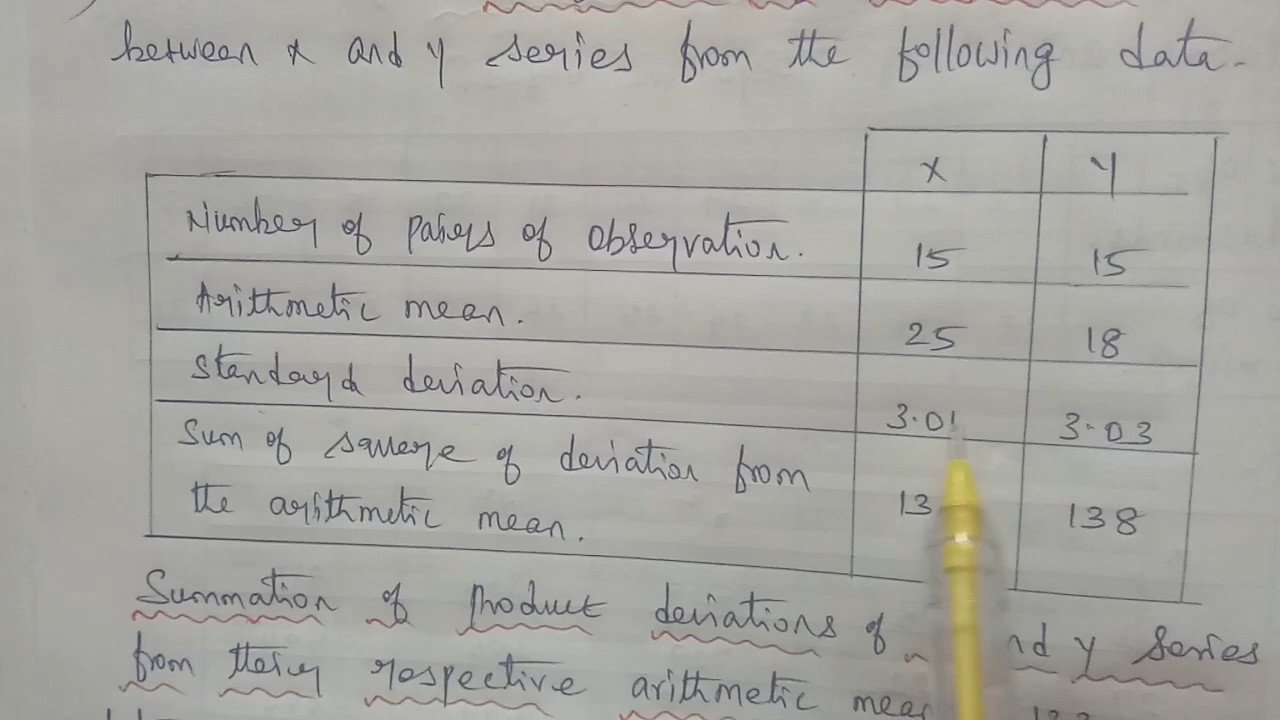 between x and y series from the following data.
x y
Number of pairs of observation. 15 15
Arithmetic mean. 25 18
Standard deviation. 3.01 3.03
Sum of square of deviation from
the arithmetic mean. 13 138
Summation of product deviations of nd y series
from their respective arithmetic mea